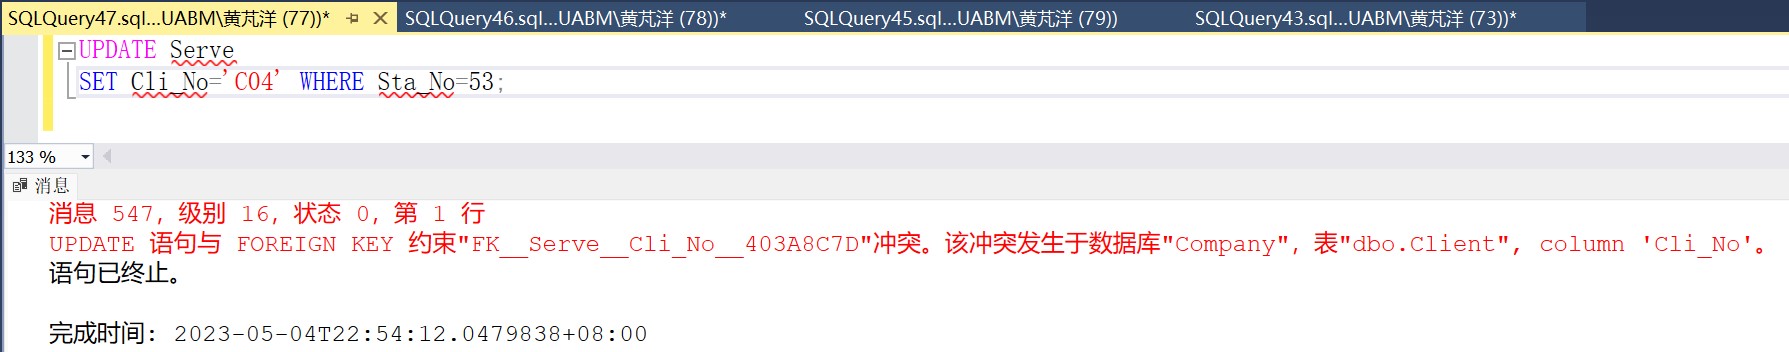 SQLQuery47.sql...UABM\黄芃洋 (77))* SQLQuery46.sql...UABM\黄芃洋 (78))* SQLQuery45.sql...UABM\黄芃洋 (79)) SQLQuery43.sql...UABM\黄芃洋 (73))*
UPDATE Serve
SET Cli_No='C04' WHERE Sta_No=53;
133 %
消息
消息 547，级别 16，状态 0，第 1 行
UPDATE 语句与 FOREIGN KEY 约束"FK__Serve__Cli_No__403A8C7D"冲突。该冲突发生于数据库"Company"，表"dbo.Client", column 'Cli_No'。
语句已终止。
完成时间: 2023-05-04T22:54:12.0479838+08:00